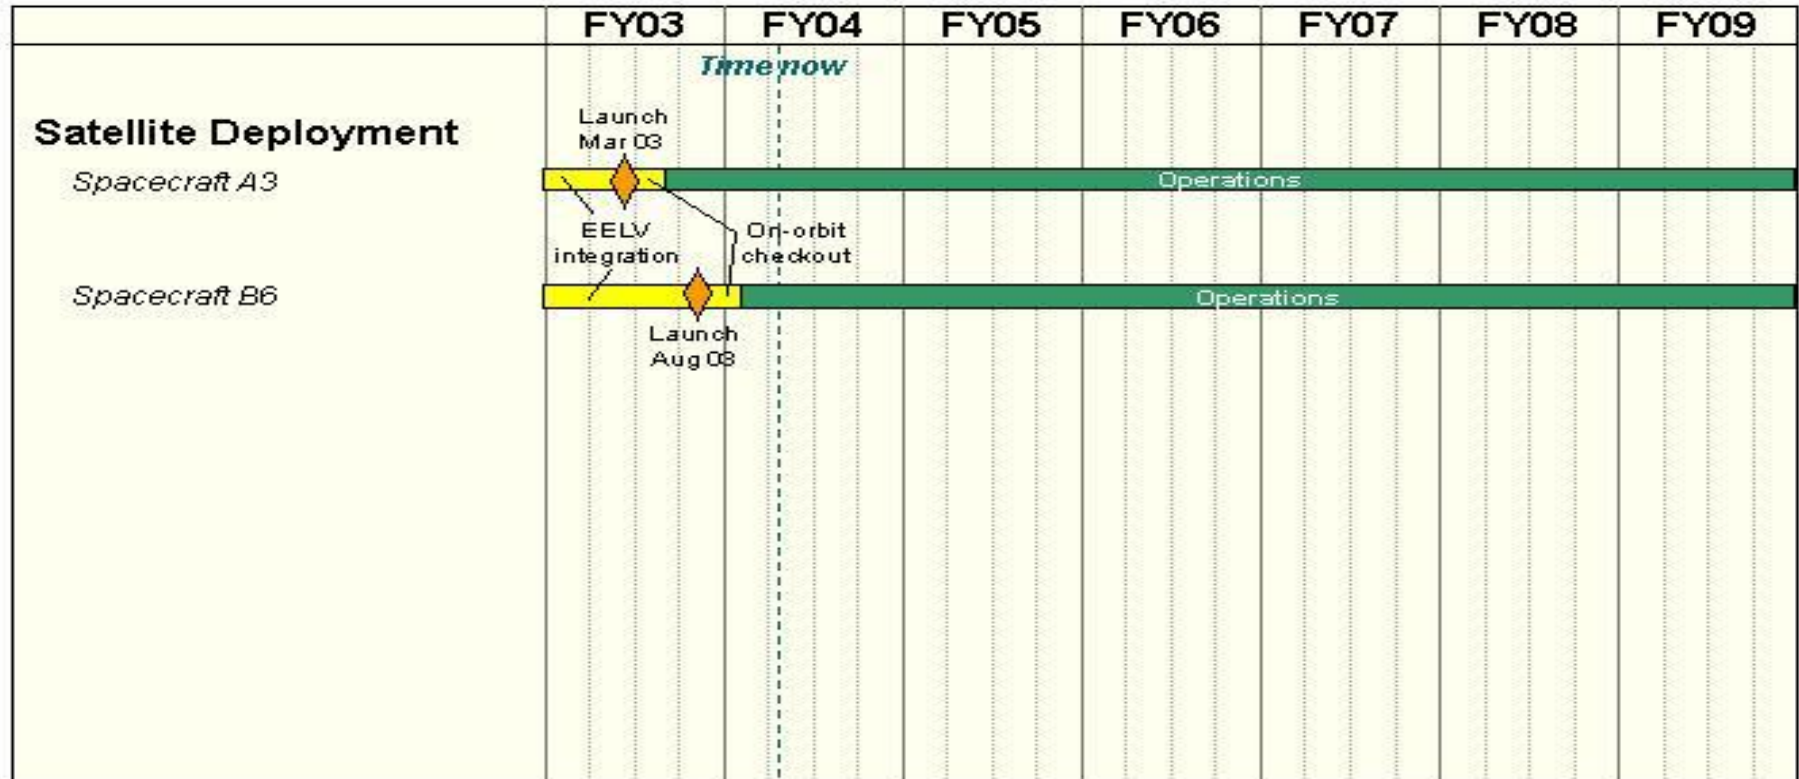 FY03 FY04 FY05 FY06 FY07 FY08 FY09
Time now
Satellite Deployment
Launch
Mar 03
Spacecraft A3
Operations
EELV
integration
On-orbit
checkout
Spacecraft B6
Operations
Launch
Aug 03